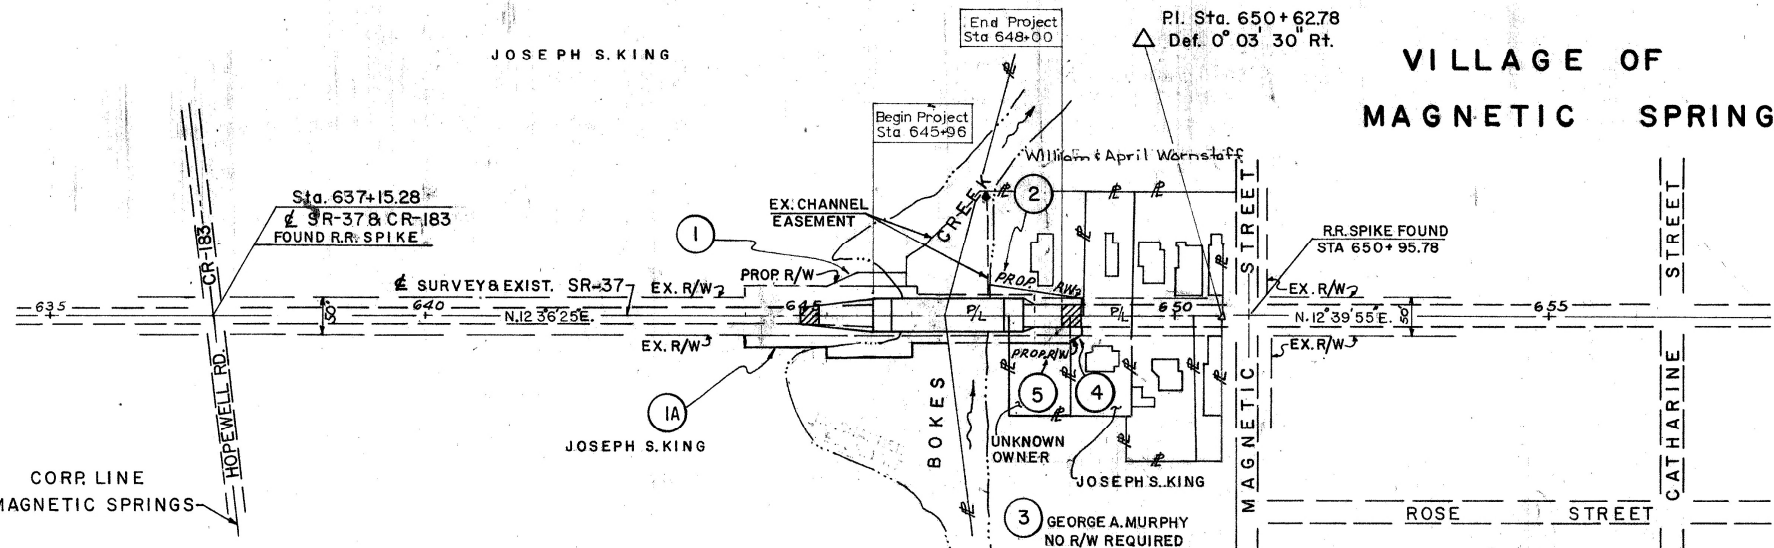 JOSEPH S. KING
End Project
Sta 648+00
P.I. Sta. 650+62.78
Def. 0° 03' 30" Rt.
VILLAGE OF
MAGNETIC SPRING
Begin Project
Sta 645+96
William & April Wornstaff
Sta. 637+15.28
℄ SR-37 & CR-183
FOUND R.R. SPIKE
CR-183
EX. CHANNEL
EASEMENT
CREEK
2
1
STREET
R.R. SPIKE FOUND
STA 650+95.78
STREET
PROP. R/W
℄ SURVEY & EXIST. SR-37
EX. R/W
PROP. R/W
EX. R/W
635
50'
640
N. 12° 36' 25" E.
645
P/L
P/L
650
N. 12° 39' 55" E.
50'
655
EX. R/W
EX. R/W
PROP. R/W
HOPEWELL RD.
1A
JOSEPH S. KING
BOKES
5
4
MAGNETIC
CATHARINE
UNKNOWN
OWNER
JOSEPH S. KING
CORP. LINE
MAGNETIC SPRINGS
3
GEORGE A. MURPHY
NO R/W REQUIRED
ROSE STREET